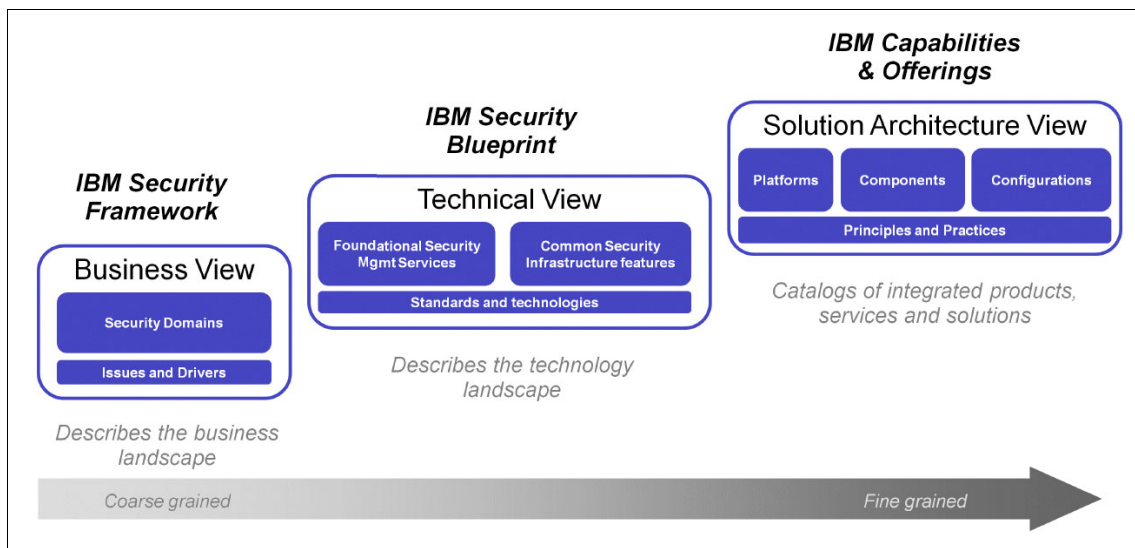 IBM Security
Framework
Business View
Security Domains
Issues and Drivers
Describes the business
landscape
IBM Security
Blueprint
Technical View
Foundational Security
Mgmt Services
Common Security
Infrastructure features
Standards and technologies
Describes the technology
landscape
IBM Capabilities
& Offerings
Solution Architecture View
Platforms
Components
Configurations
Principles and Practices
Catalogs of integrated products,
services and solutions
Coarse grained
Fine grained